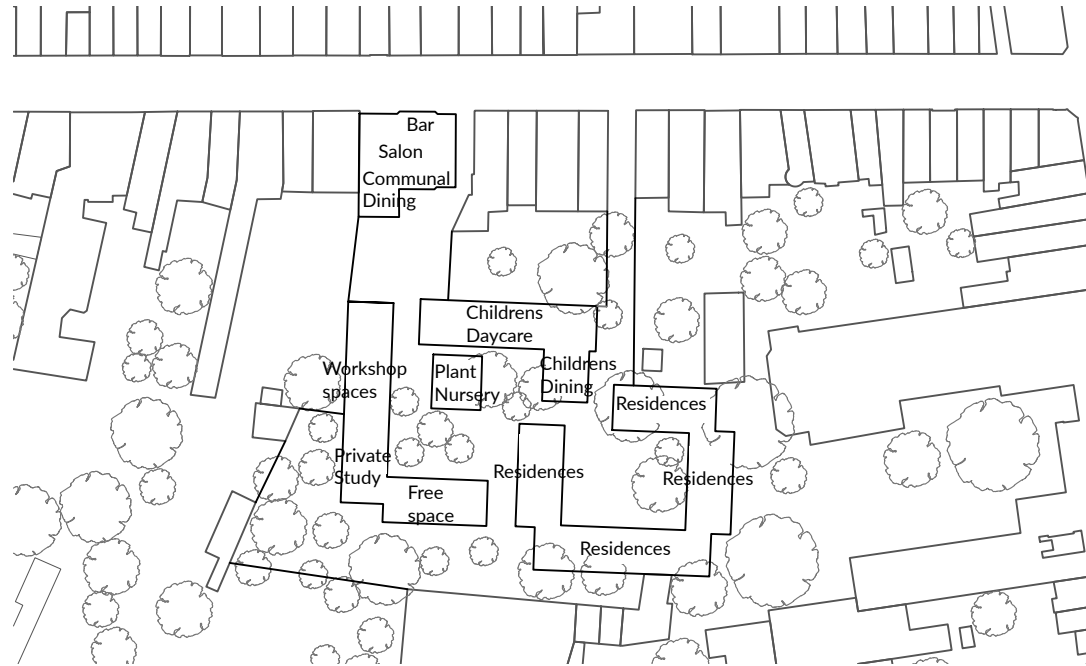 Bar
Salon
Communal
Dining
Childrens
Daycare
Childrens
Dining
Workshop
spaces
Plant
Nursery
Residences
Private
Study
Residences
Residences
Free
space
Residences